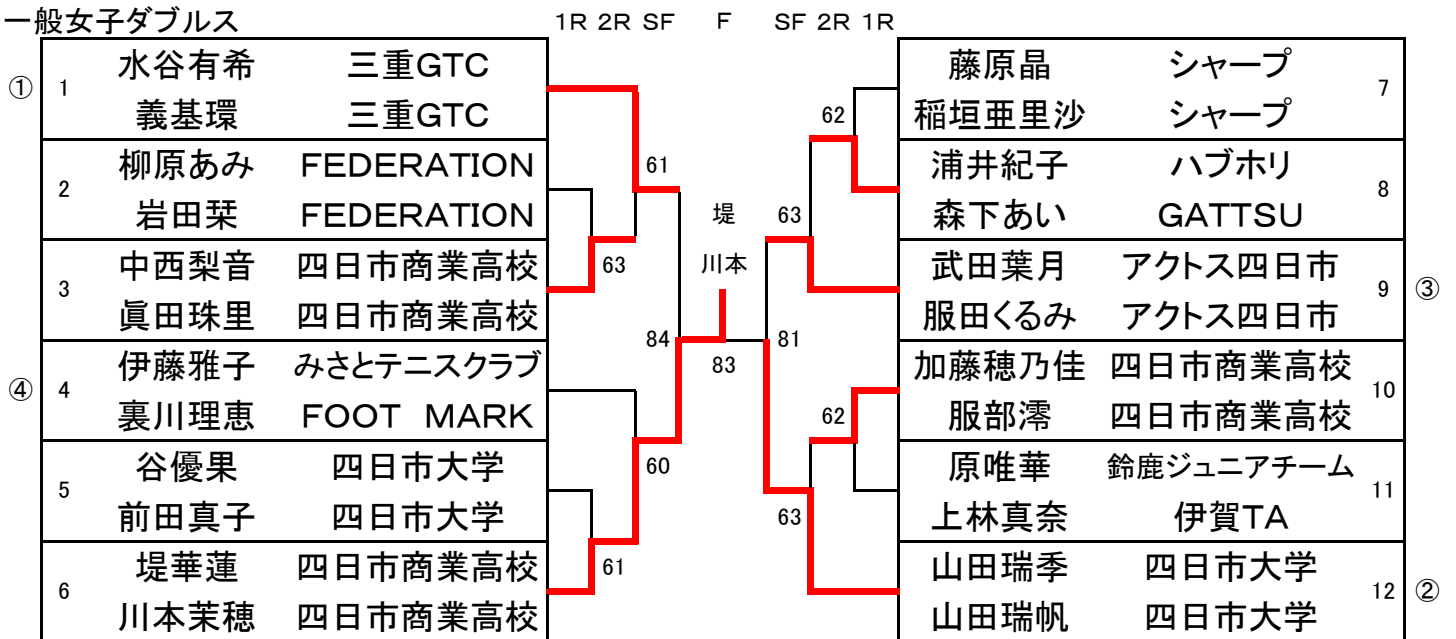 一般女子ダブルス 1R 2R SF F SF 2R 1R
① 1 水谷有希 三重GTC
義基環 三重GTC
2 柳原あみ FEDERATION
岩田栞 FEDERATION
3 中西梨音 四日市商業高校
眞田珠里 四日市商業高校
④ 4 伊藤雅子 みさとテニスクラブ
裏川理恵 FOOT MARK
5 谷優果 四日市大学
前田真子 四日市大学
6 堤華蓮 四日市商業高校
川本茉穂 四日市商業高校
61
63
84
60
61
堤
川本
83
62
63
81
62
63
藤原晶 シャープ 7
稲垣亜里沙 シャープ
浦井紀子 ハブホリ 8
森下あい GATTSU
武田葉月 アクトス四日市 9 ③
服田くるみ アクトス四日市
加藤穂乃佳 四日市商業高校 10
服部澪 四日市商業高校
原唯華 鈴鹿ジュニアチーム 11
上林真奈 伊賀TA
山田瑞季 四日市大学 12 ②
山田瑞帆 四日市大学